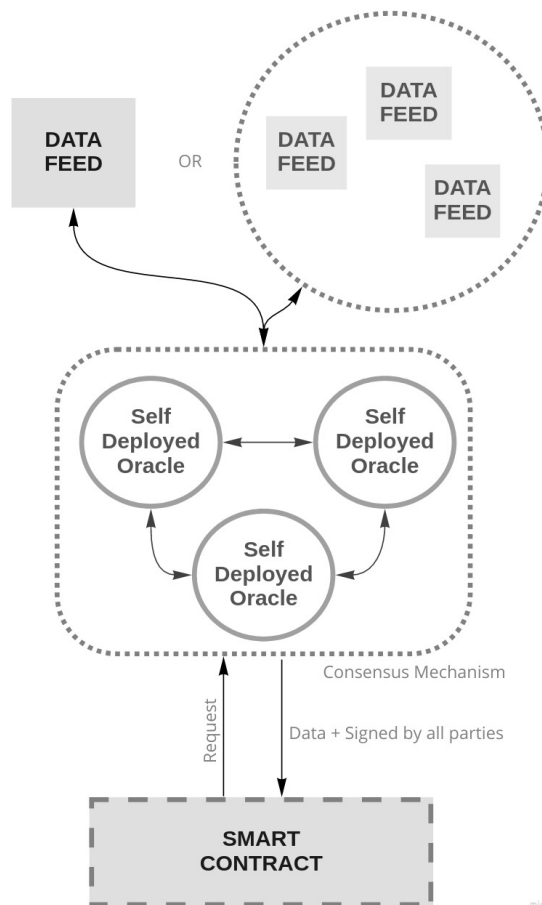 DATA
FEED
OR
DATA
FEED
DATA
FEED
DATA
FEED
Self
Deployed
Oracle
Self
Deployed
Oracle
Self
Deployed
Oracle
Consensus Mechanism
Request
Data + Signed by all parties
SMART
CONTRACT